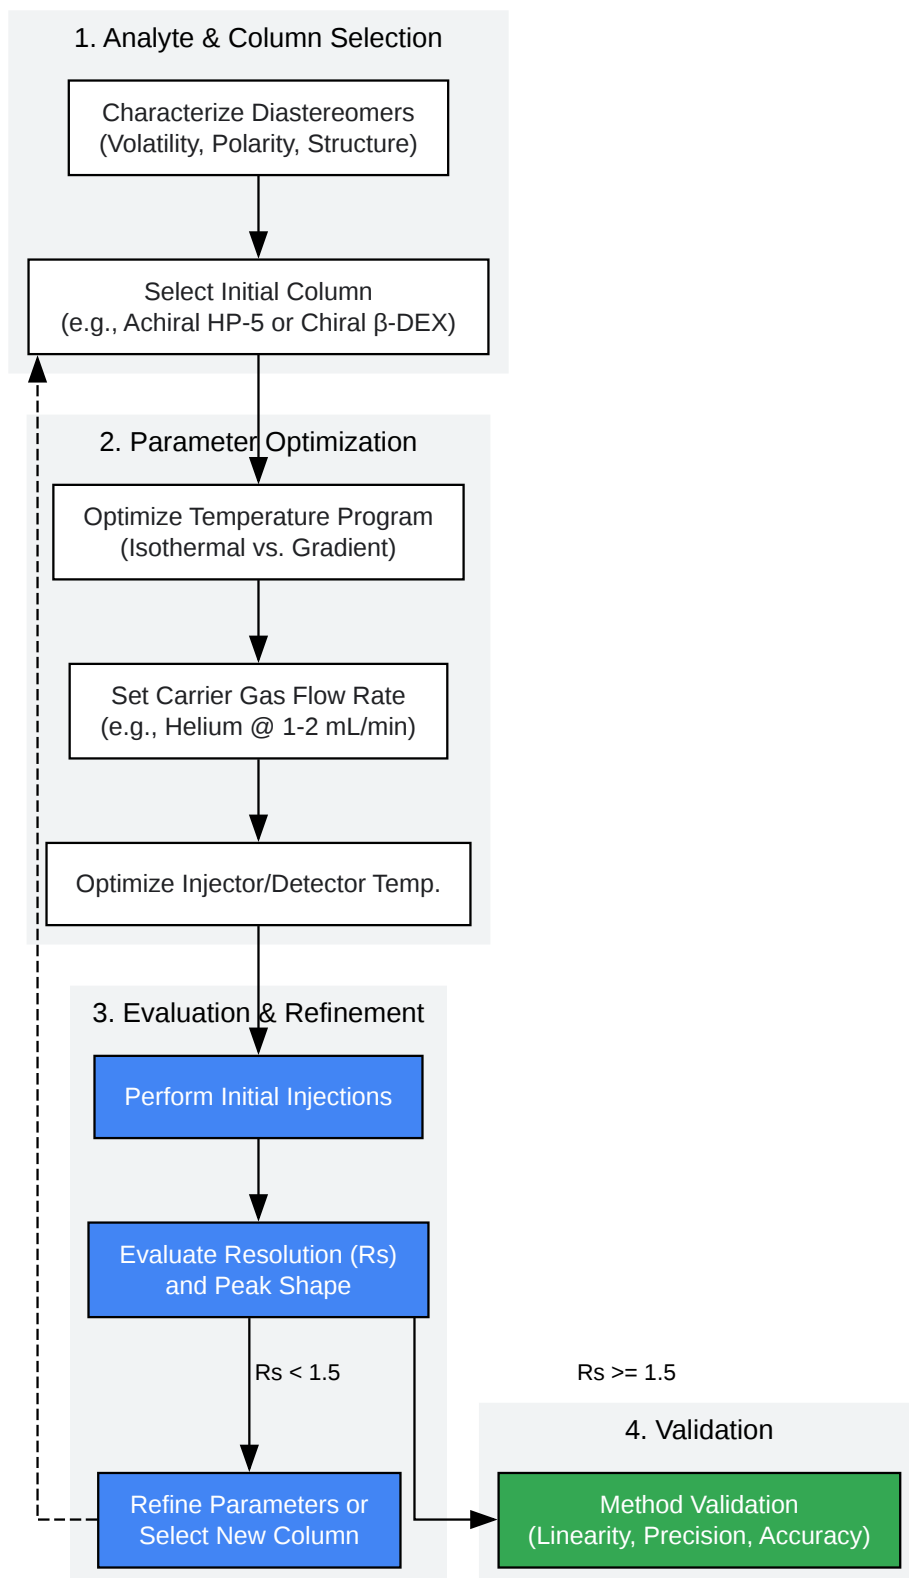 1. Analyte & Column Selection
Characterize Diastereomers
(Volatility, Polarity, Structure)
Select Initial Column
(e.g., Achiral HP-5 or Chiral β-DEX)
2. Parameter Optimization
Optimize Temperature Program
(Isothermal vs. Gradient)
Set Carrier Gas Flow Rate
(e.g., Helium @ 1-2 mL/min)
Optimize Injector/Detector Temp.
3. Evaluation & Refinement
Perform Initial Injections
Evaluate Resolution (Rs)
and Peak Shape
Rs < 1.5
Rs >= 1.5
Refine Parameters or
Select New Column
4. Validation
Method Validation
(Linearity, Precision, Accuracy)